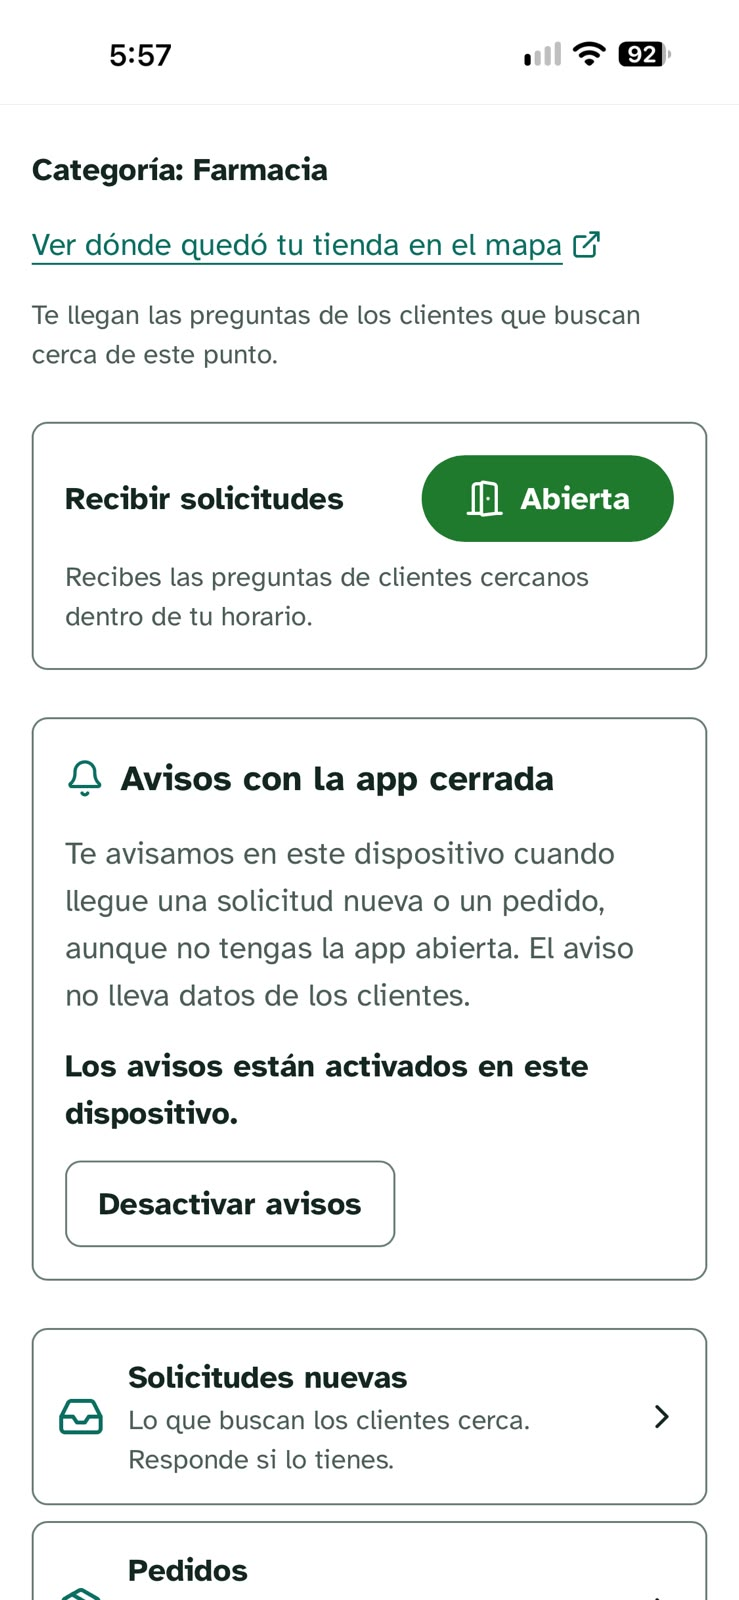 5:57
92
Categoría: Farmacia
Ver dónde quedó tu tienda en el mapa
Te llegan las preguntas de los clientes que buscan
cerca de este punto.
Recibir solicitudes
Abierta
Recibes las preguntas de clientes cercanos
dentro de tu horario.
Avisos con la app cerrada
Te avisamos en este dispositivo cuando
llegue una solicitud nueva o un pedido,
aunque no tengas la app abierta. El aviso
no lleva datos de los clientes.
Los avisos están activados en este
dispositivo.
Desactivar avisos
Solicitudes nuevas
Lo que buscan los clientes cerca.
Responde si lo tienes.
Pedidos